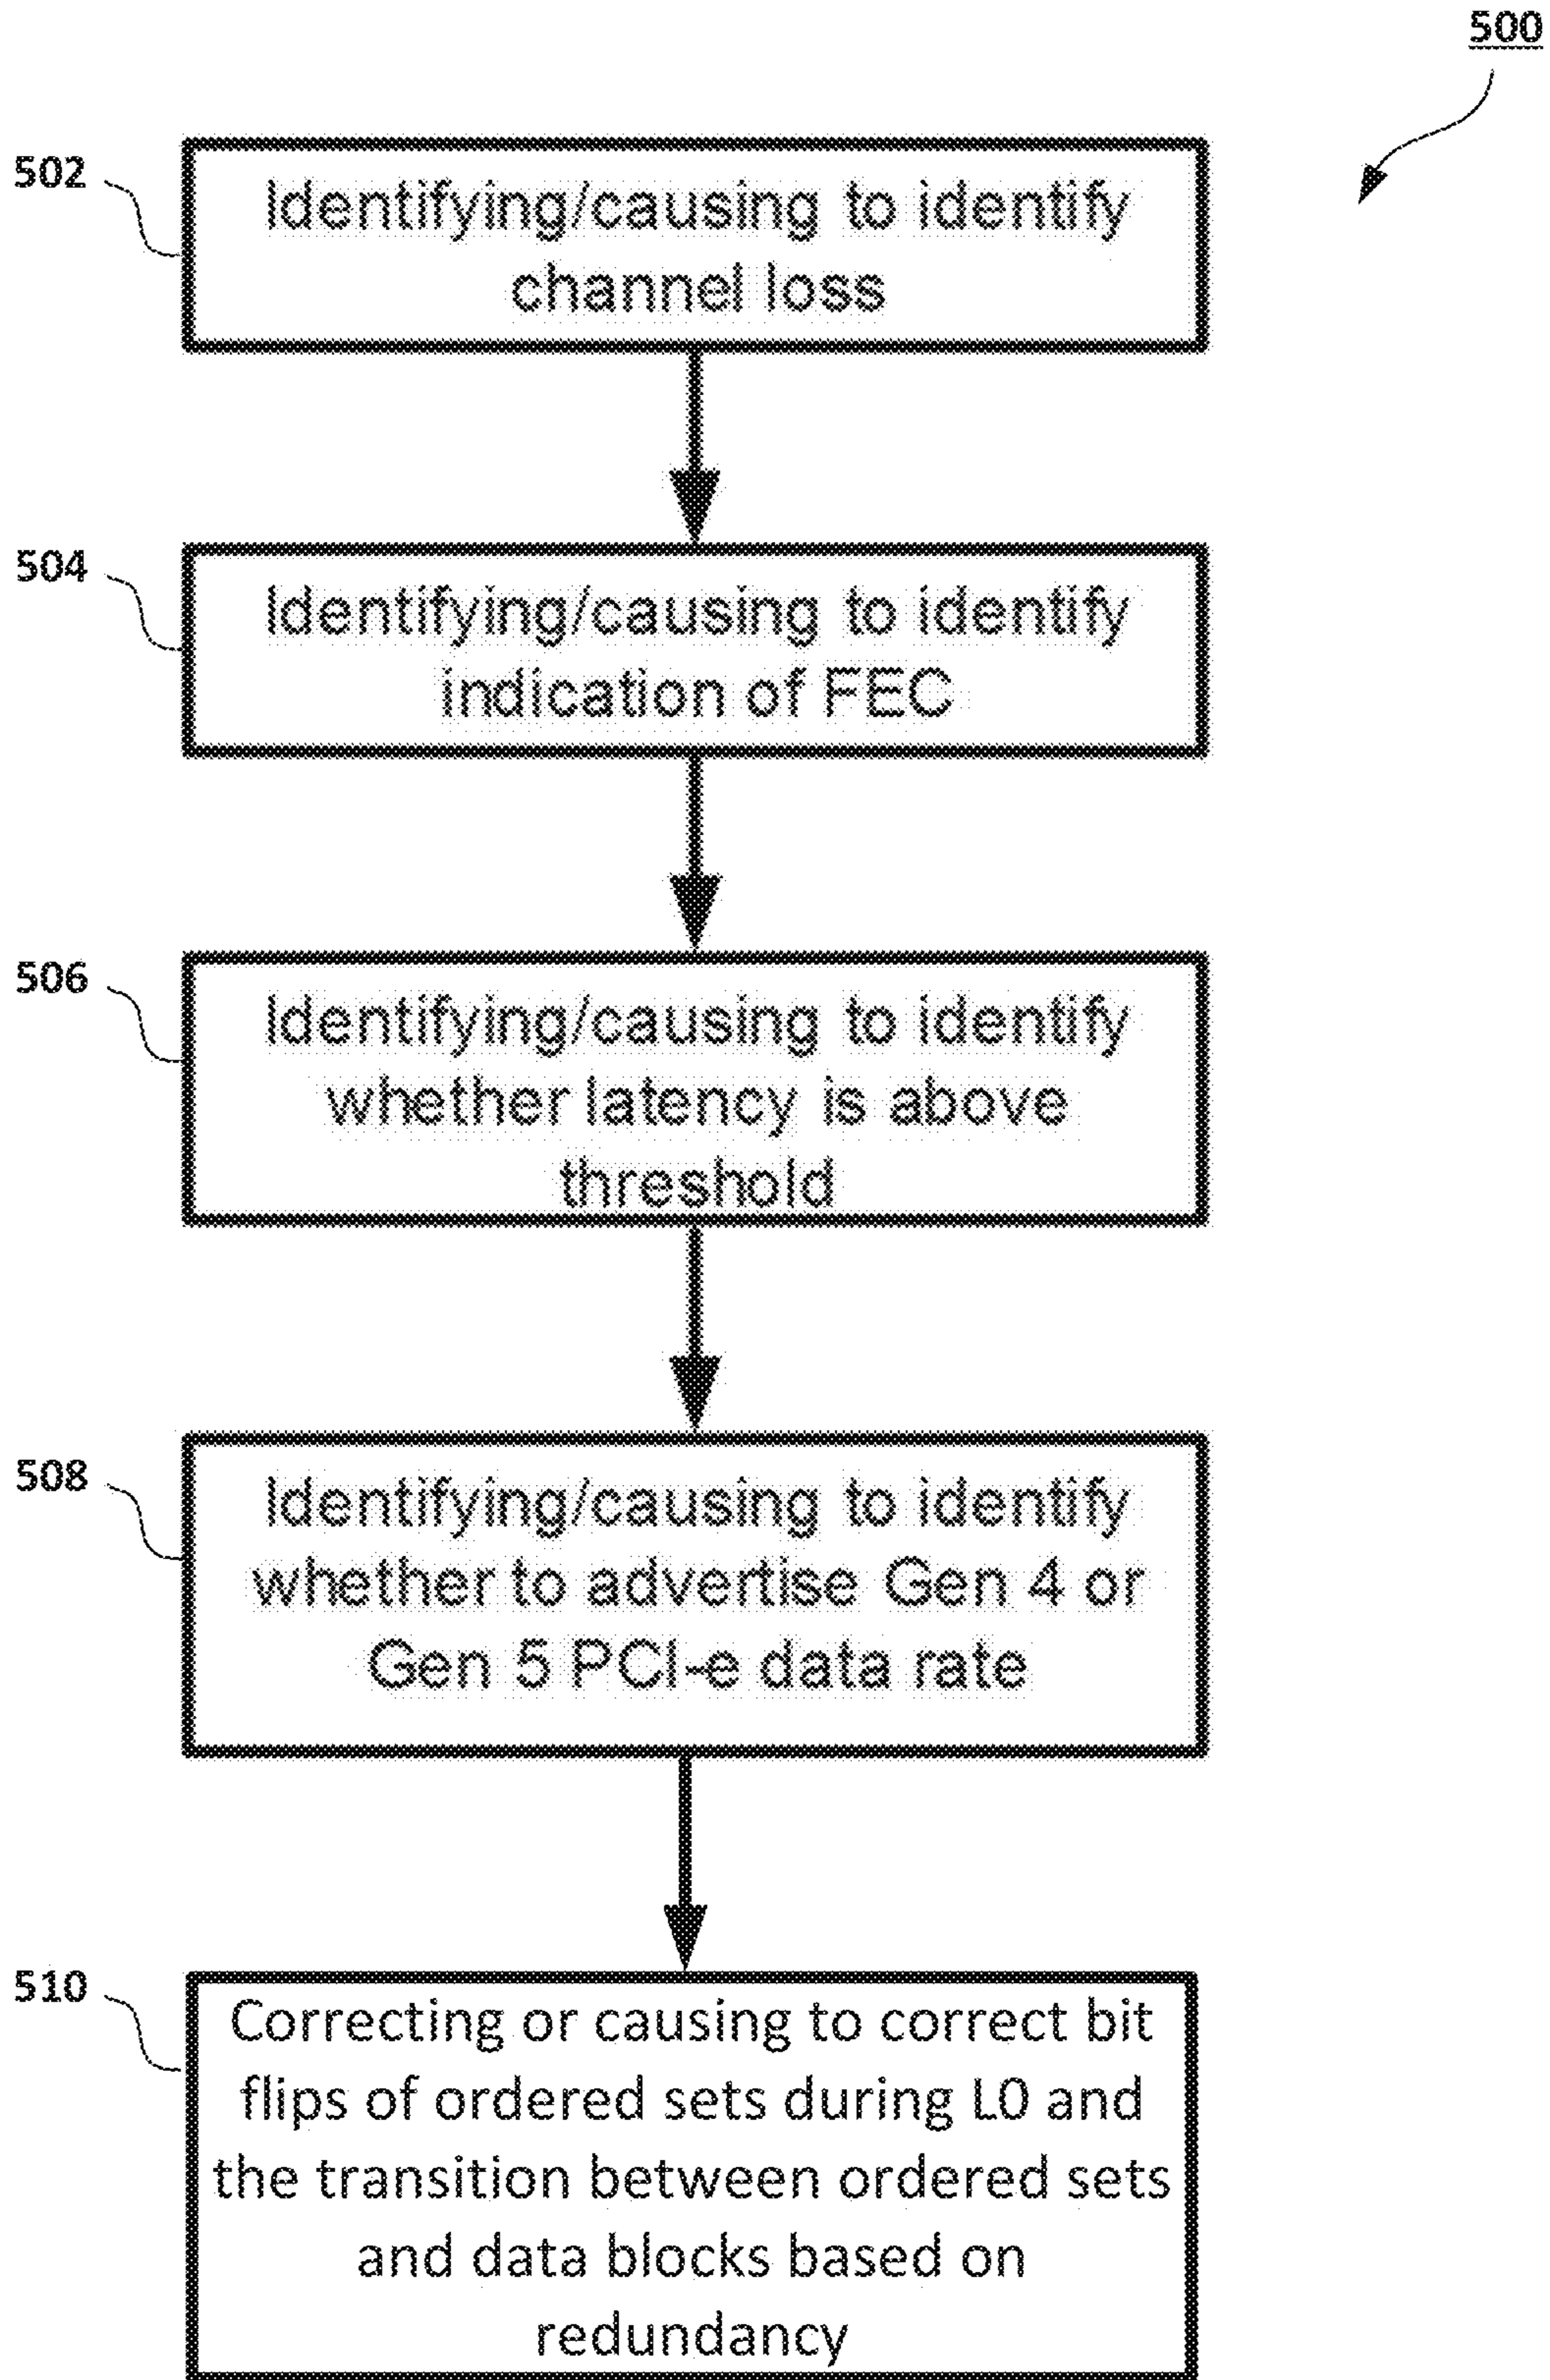 500
502
Identifying/causing to identify
channel loss
504
Identifying/causing to identify
indication of FEC
506
Identifying/causing to identify
whether latency is above
threshold
508
Identifying/causing to identify
whether to advertise Gen 4 or
Gen 5 PCI-e data rate
510
Correcting or causing to correct bit
flips of ordered sets during L0 and
the transition between ordered sets
and data blocks based on
redundancy